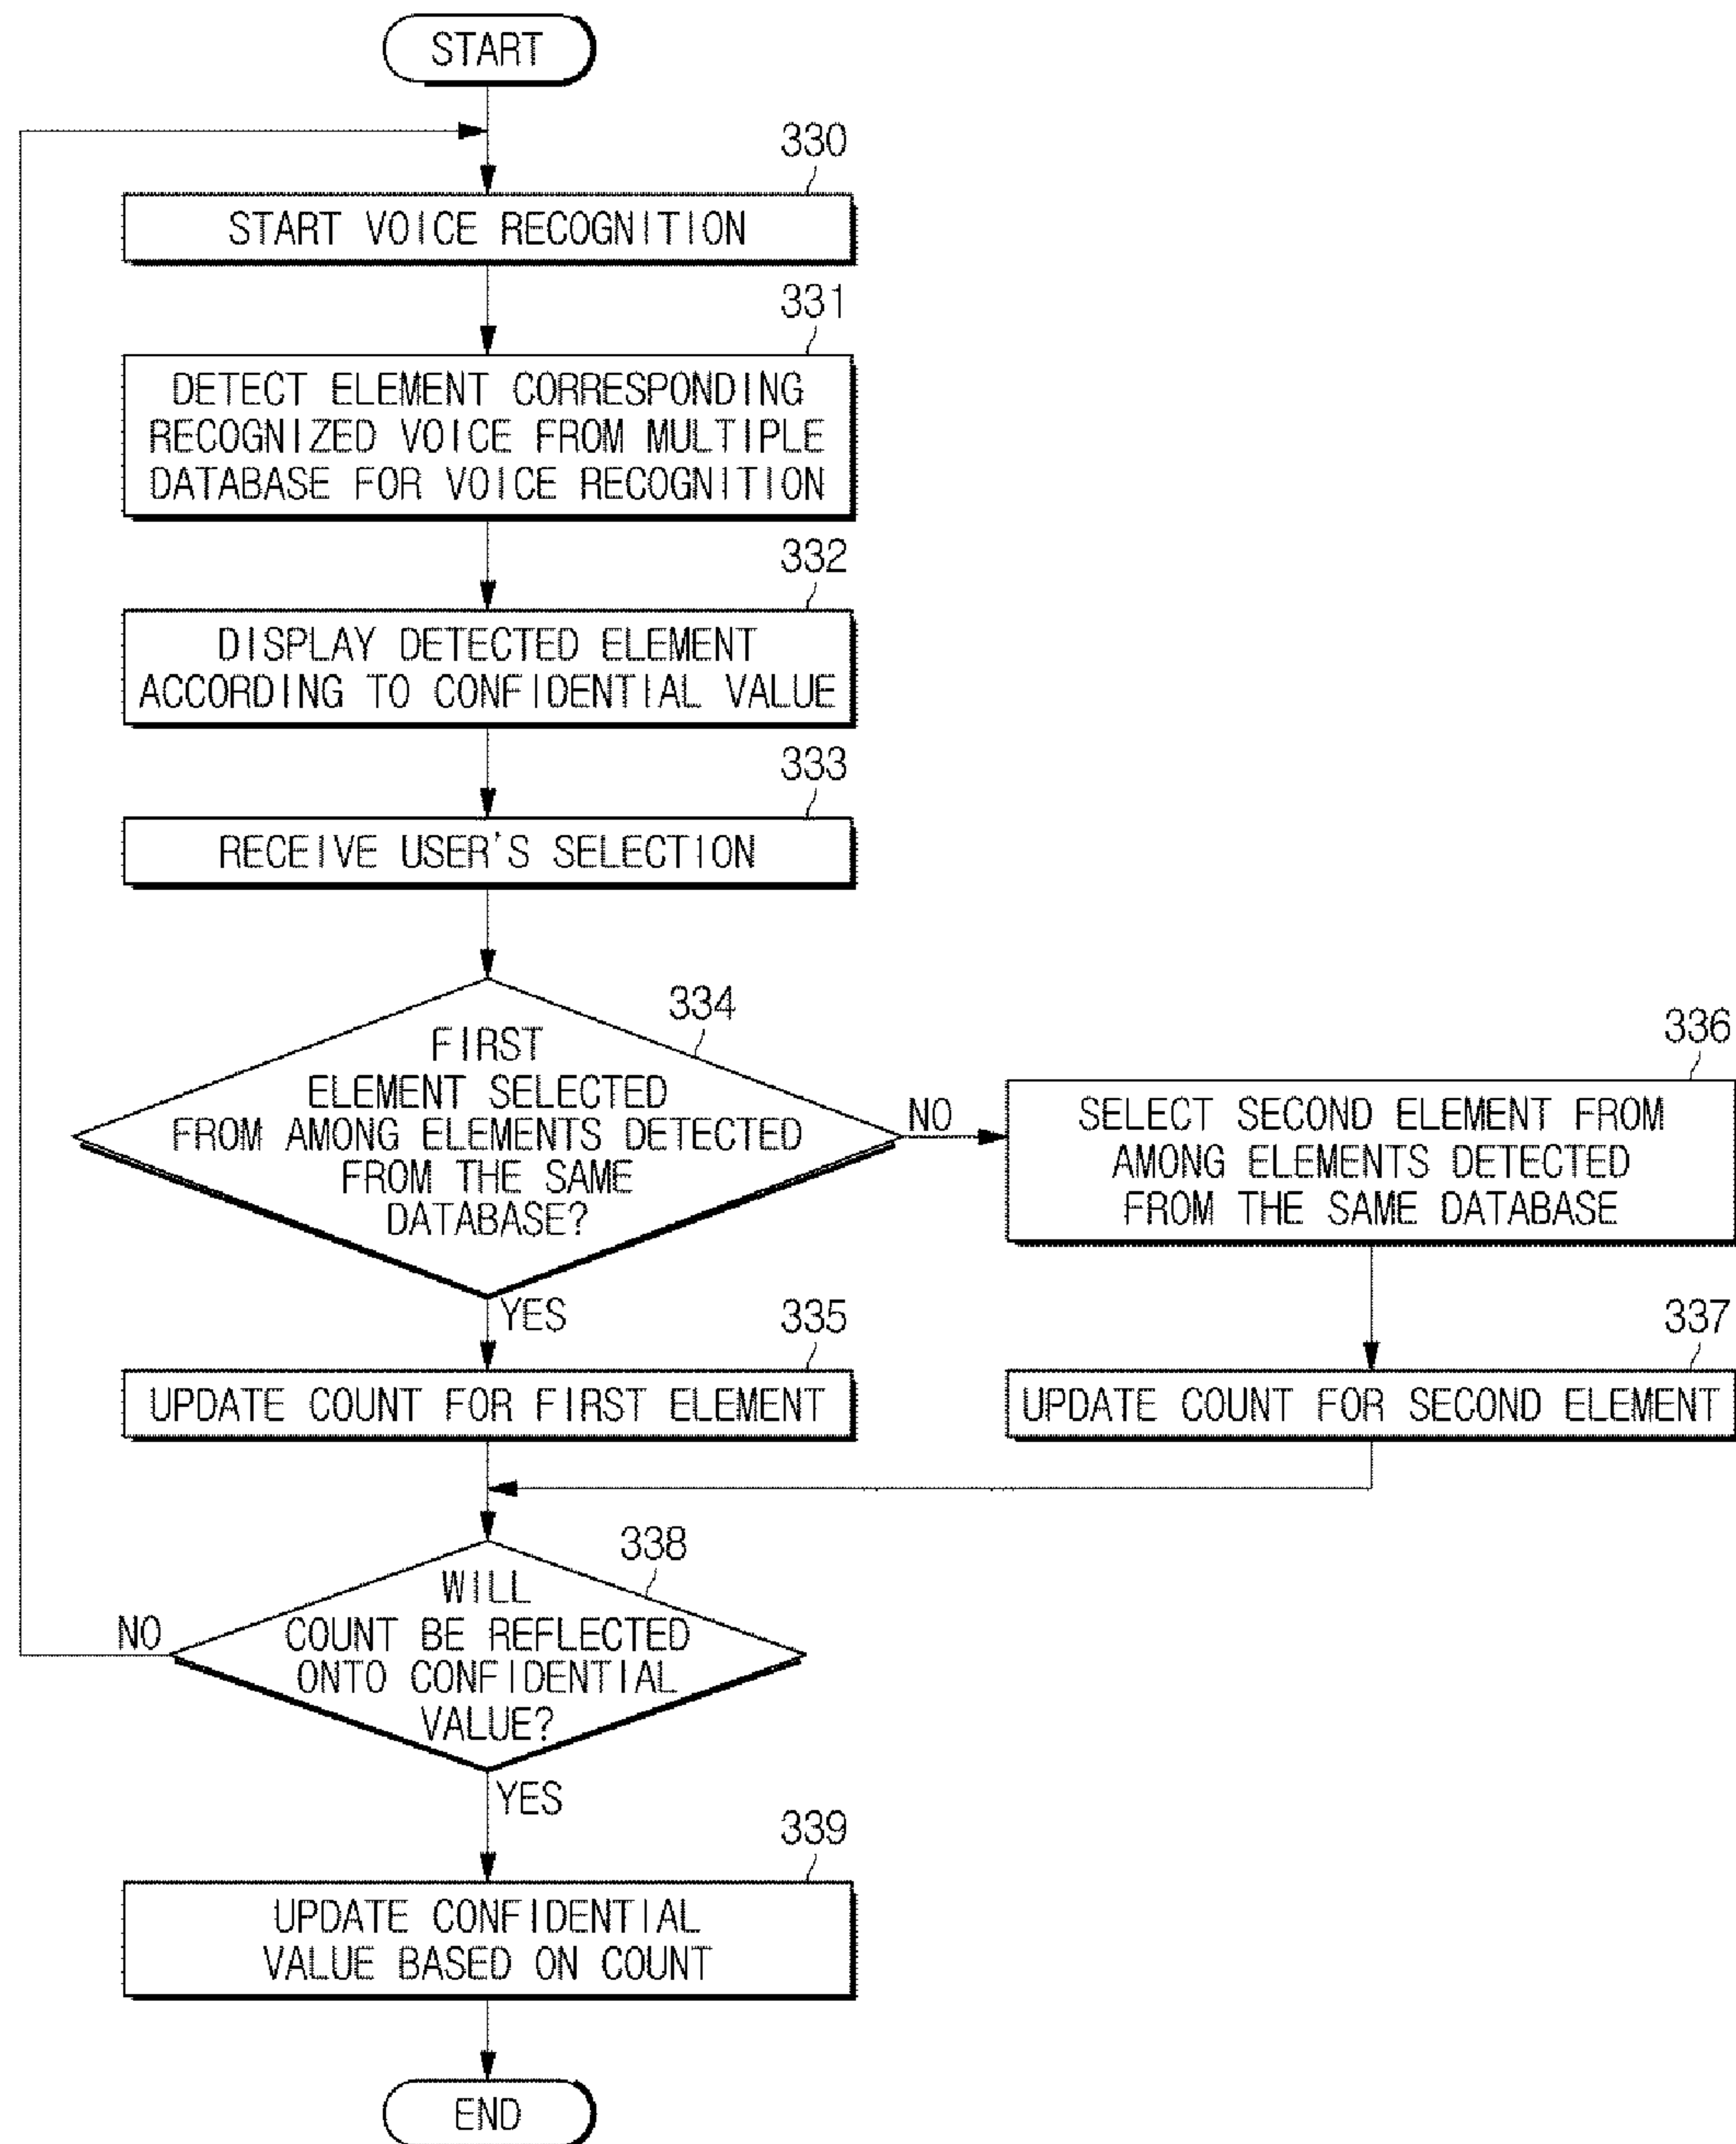 START
330
START VOICE RECOGNITION
331
DETECT ELEMENT CORRESPONDING
RECOGNIZED VOICE FROM MULTIPLE
DATABASE FOR VOICE RECOGNITION
332
DISPLAY DETECTED ELEMENT
ACCORDING TO CONFIDENTIAL VALUE
333
RECEIVE USER'S SELECTION
334
FIRST
ELEMENT SELECTED
FROM AMONG ELEMENTS DETECTED
FROM THE SAME
DATABASE?
NO
336
SELECT SECOND ELEMENT FROM
AMONG ELEMENTS DETECTED
FROM THE SAME DATABASE
YES
335
UPDATE COUNT FOR FIRST ELEMENT
337
UPDATE COUNT FOR SECOND ELEMENT
338
WILL
COUNT BE REFLECTED
ONTO CONFIDENTIAL
VALUE?
NO
YES
339
UPDATE CONFIDENTIAL
VALUE BASED ON COUNT
END